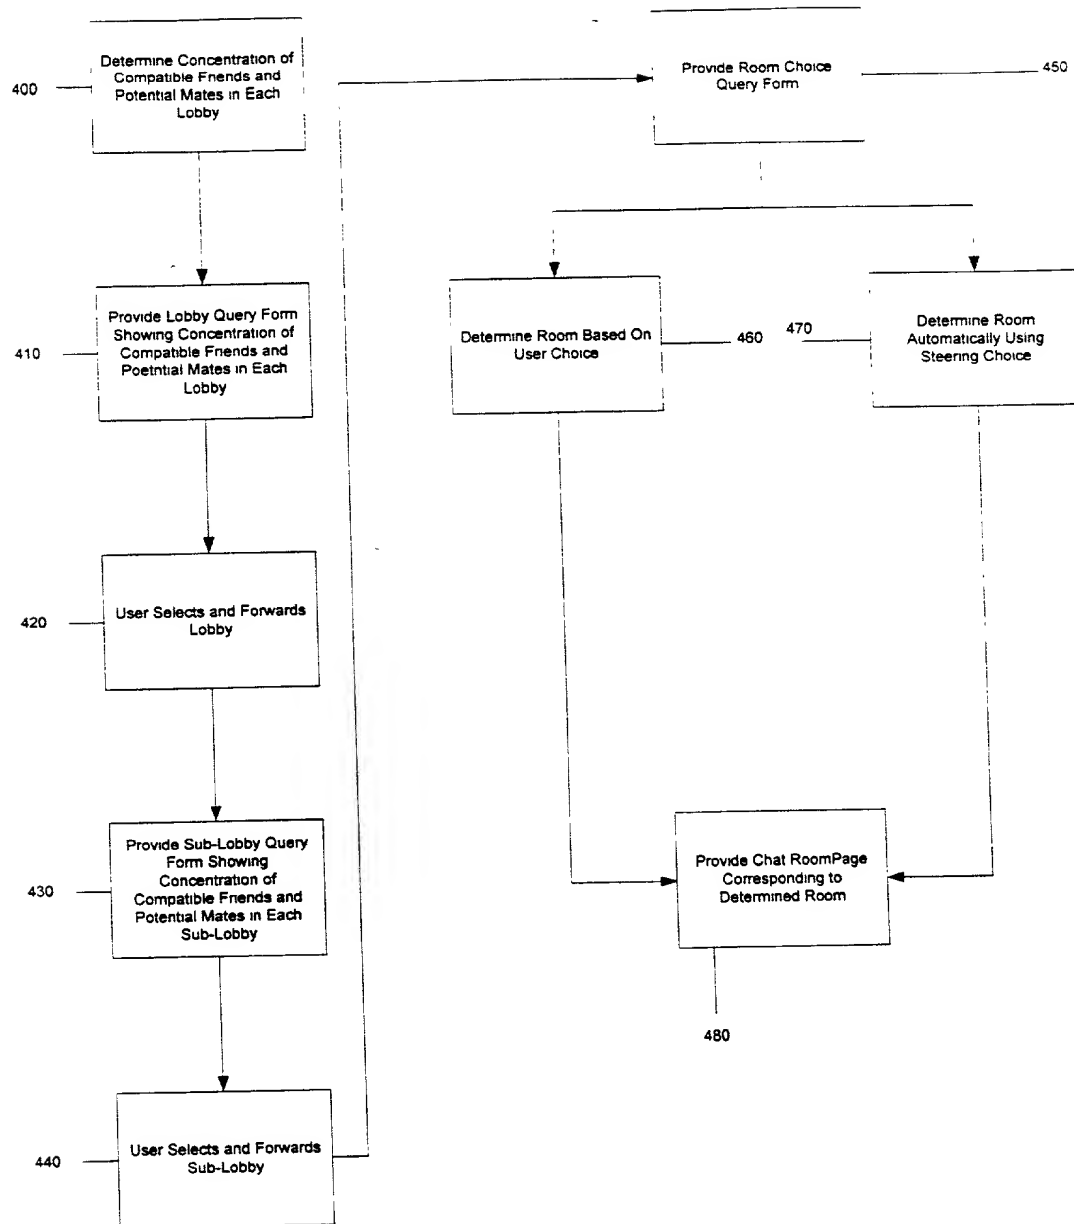 400
Determine Concentration of
Compatible Friends and
Potential Mates in Each
Lobby
410
Provide Lobby Query Form
Showing Concentration of
Compatible Friends and
Poetntial Mates in Each
Lobby
420
User Selects and Forwards
Lobby
430
Provide Sub-Lobby Query
Form Showing
Concentration of
Compatible Friends and
Potential Mates in Each
Sub-Lobby
440
User Selects and Forwards
Sub-Lobby
Provide Room Choice
Query Form
450
Determine Room Based On
User Choice
460
470
Determine Room
Automatically Using
Steering Choice
Provide Chat RoomPage
Corresponding to
Determined Room
480